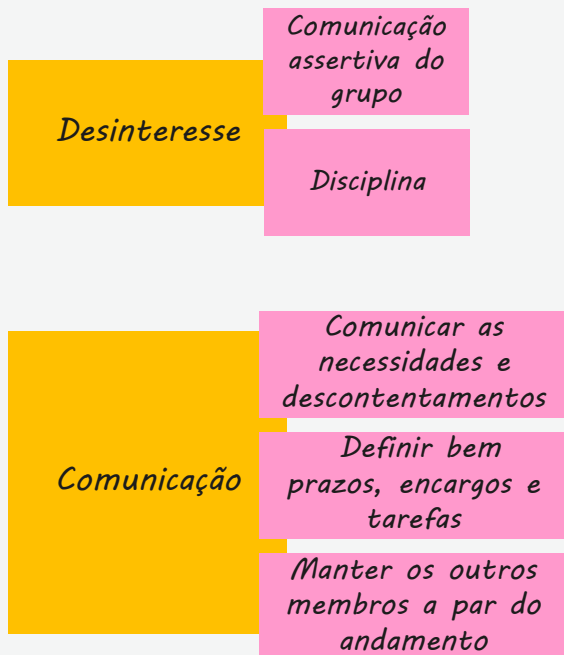 Desinteresse
Comunicação
assertiva do
grupo
Disciplina
Comunicação
Comunicar as
necessidades e
descontentamentos
Definir bem
prazos, encargos e
tarefas
Manter os outros
membros a par do
andamento